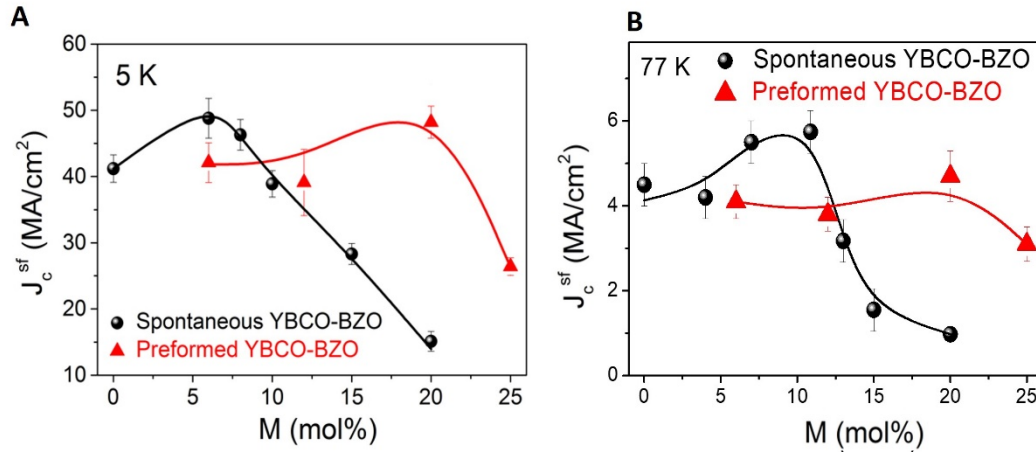 A
60
50
40
30
20
10
5 K
J_c^sf (MA/cm²)
Spontaneous YBCO-BZO
Preformed YBCO-BZO
0 5 10 15 20 25
M (mol%)
B
77 K
Spontaneous YBCO-BZO
Preformed YBCO-BZO
6
4
2
0
J_c^sf (MA/cm²)
0 5 10 15 20 25
M (mol%)